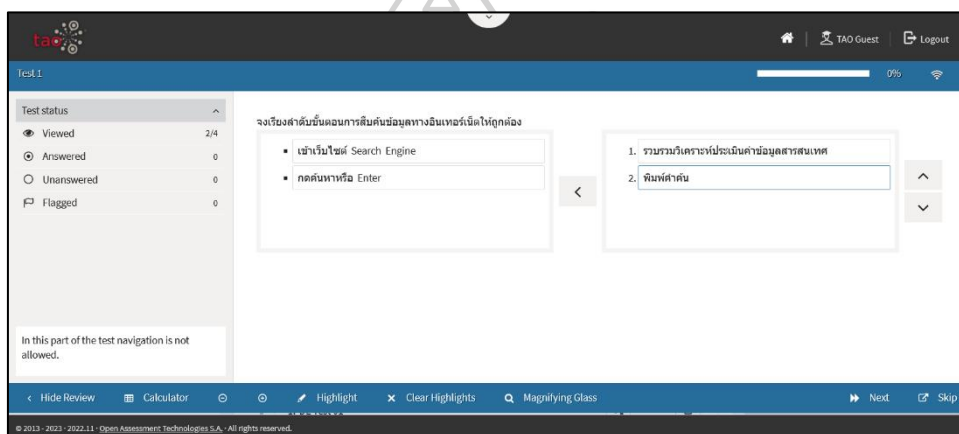 tao
TAO Guest
Logout
Test 1
0%
Test status
Viewed 2/4
Answered 0
Unanswered 0
Flagged 0
In this part of the test navigation is not allowed.
จงเรียงลำดับขั้นตอนการสืบค้นข้อมูลทางอินเทอร์เน็ตให้ถูกต้อง
เข้าเว็บไซต์ Search Engine
กดค้นหาหรือ Enter
1. รวบรวมวิเคราะห์ประเมินค่าข้อมูลสารสนเทศ
2. พิมพ์คำค้น
Hide Review
Calculator
Highlight
Clear Highlights
Magnifying Glass
Next
Skip
© 2013 - 2023 · 2022.11 · Open Assessment Technologies S.A. · All rights reserved.